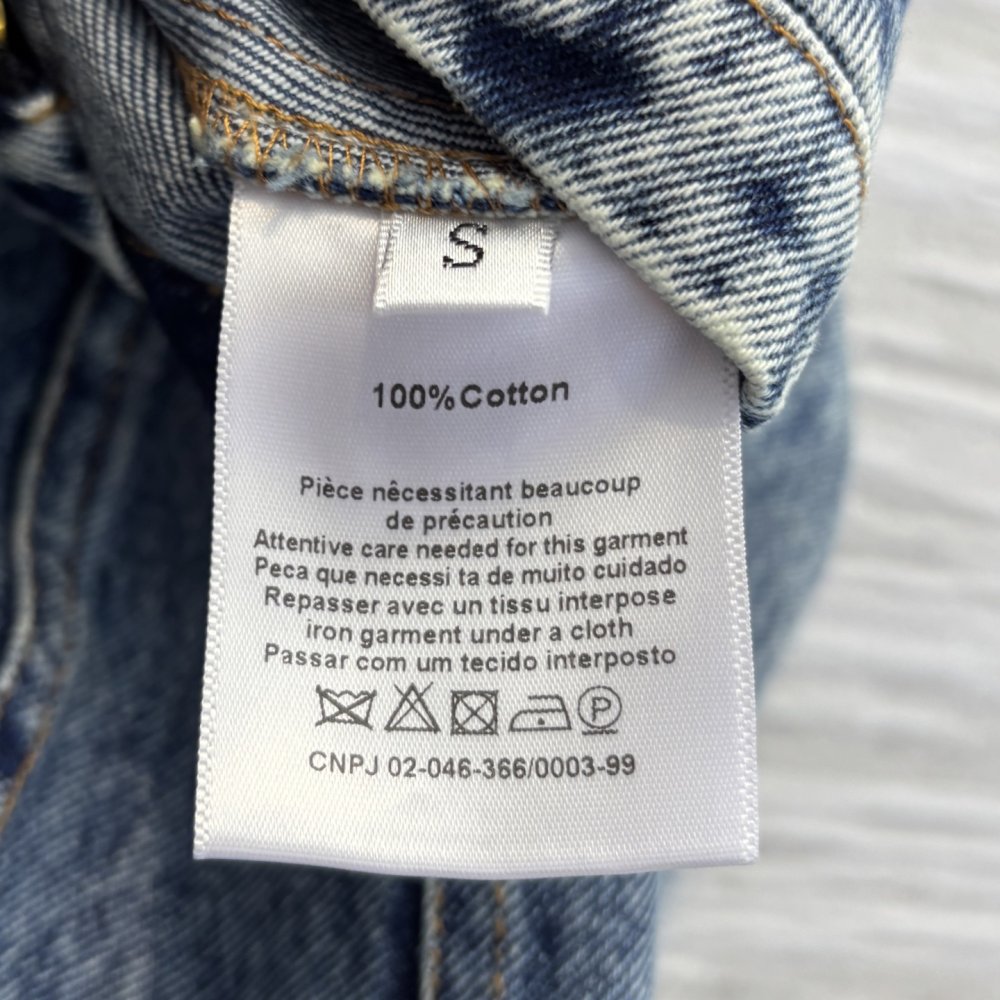 S
100%Cotton
Pièce nêcessitant beaucoup
de précaution
Attentive care needed for this garment
Peca que necessi ta de muito cuidado
Repasser avec un tissu interpose
iron garment under a cloth
Passar com um tecido interposto
P
CNPJ 02-046-366/0003-99